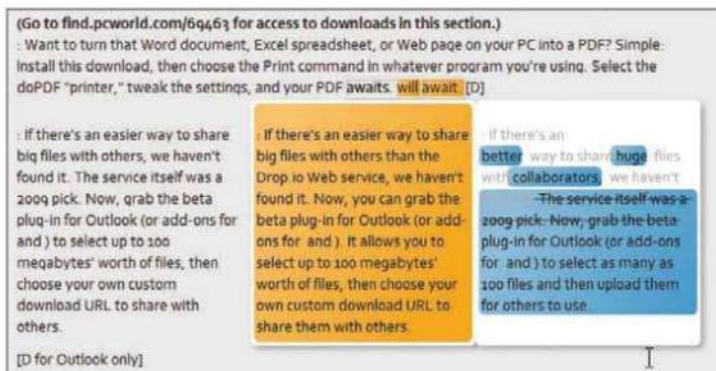 (Go to find.pcworld.com/69463 for access to downloads in this section.)
: Want to turn that Word document, Excel spreadsheet, or Web page on your PC into a PDF? Simple:
Install this download, then choose the Print command in whatever program you're using. Select the
doPDF "printer," tweak the settings, and your PDF awaits. will await. [D]
: If there's an easier way to share
big files with others, we haven't
found it. The service itself was a
2009 pick. Now, grab the beta
plug-in for Outlook (or add-ons for
and ) to select up to 100
megabytes' worth of files, then
choose your own custom
download URL to share with
others.
: If there's an easier way to share
big files with others than the
Drop.io Web service, we haven't
found it. Now, you can grab the
beta plug-in for Outlook (or add-
ons for and ). It allows you to
select up to 100 megabytes'
worth of files, then choose your
own custom download URL to
share them with others.
: If there's an
better way to share huge files
with collaborators, we haven't
The service itself was a
2009 pick. Now, grab the beta
plug-in for Outlook (or add-ons
for and ) to select as many as
100 files and then upload them
for others to use
[D for Outlook only]